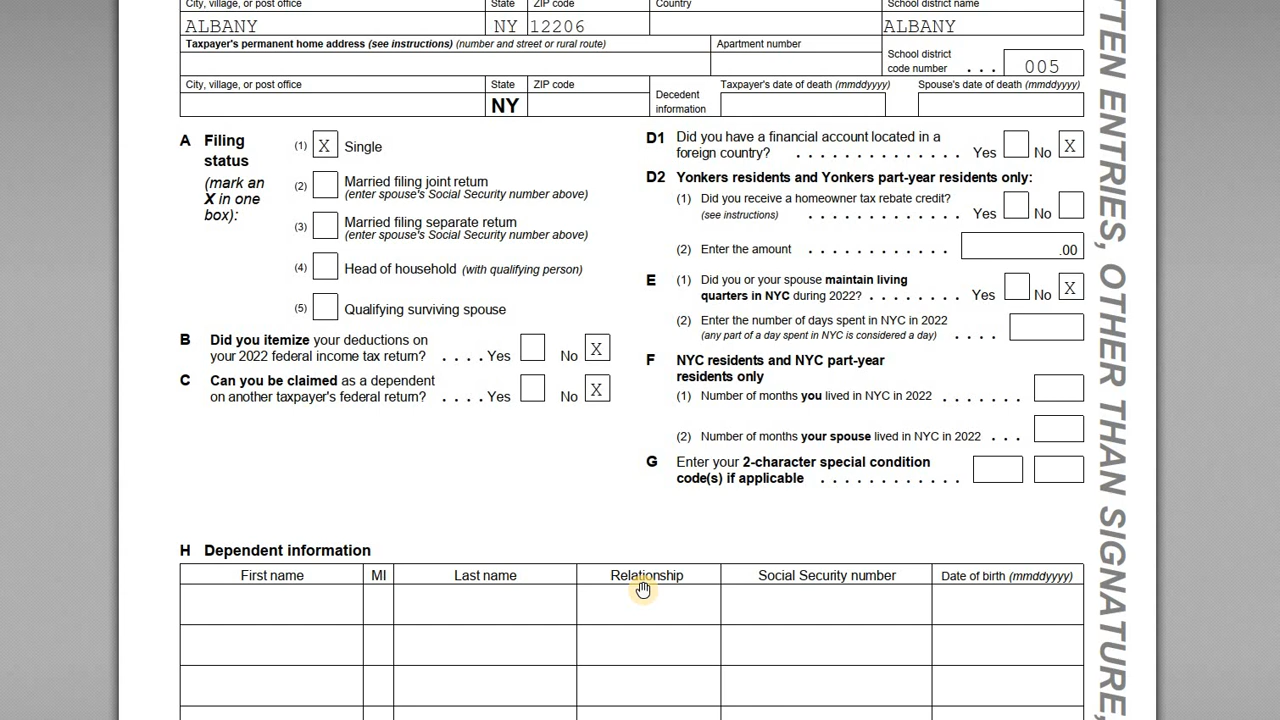 City, village, or post office State ZIP code Country School district name
ALBANY NY 12206 ALBANY
Taxpayer's permanent home address (see instructions) (number and street or rural route) Apartment number
School district
code number . . . 005
City, village, or post office State ZIP code Taxpayer's date of death (mmddyyyy) Spouse's date of death (mmddyyyy)
NY Decedent
information
A Filing
status
(mark an
X in one
box):
(1) X Single
(2) Married filing joint return
(enter spouse's Social Security number above)
(3) Married filing separate return
(enter spouse's Social Security number above)
(4) Head of household (with qualifying person)
(5) Qualifying surviving spouse
B Did you itemize your deductions on
your 2022 federal income tax return? . . . . Yes No X
C Can you be claimed as a dependent
on another taxpayer's federal return? . . . . Yes No X
D1 Did you have a financial account located in a
foreign country? . . . . . . . . . . . . . . Yes No X
D2 Yonkers residents and Yonkers part-year residents only:
(1) Did you receive a homeowner tax rebate credit?
(see instructions) . . . . . . . . . . . . . Yes No
(2) Enter the amount . . . . . . . . . . . . . .00
E (1) Did you or your spouse maintain living
quarters in NYC during 2022? . . . . . . . . Yes No X
(2) Enter the number of days spent in NYC in 2022
(any part of a day spent in NYC is considered a day) . . . .
F NYC residents and NYC part-year
residents only
(1) Number of months you lived in NYC in 2022 . . . . . . .
(2) Number of months your spouse lived in NYC in 2022 . . .
G Enter your 2-character special condition
code(s) if applicable . . . . . . . . . . . .
H Dependent information
First name MI Last name Relationship Social Security number Date of birth (mmddyyyy)
ENTRIES, OTHER THAN SIGNATURE,